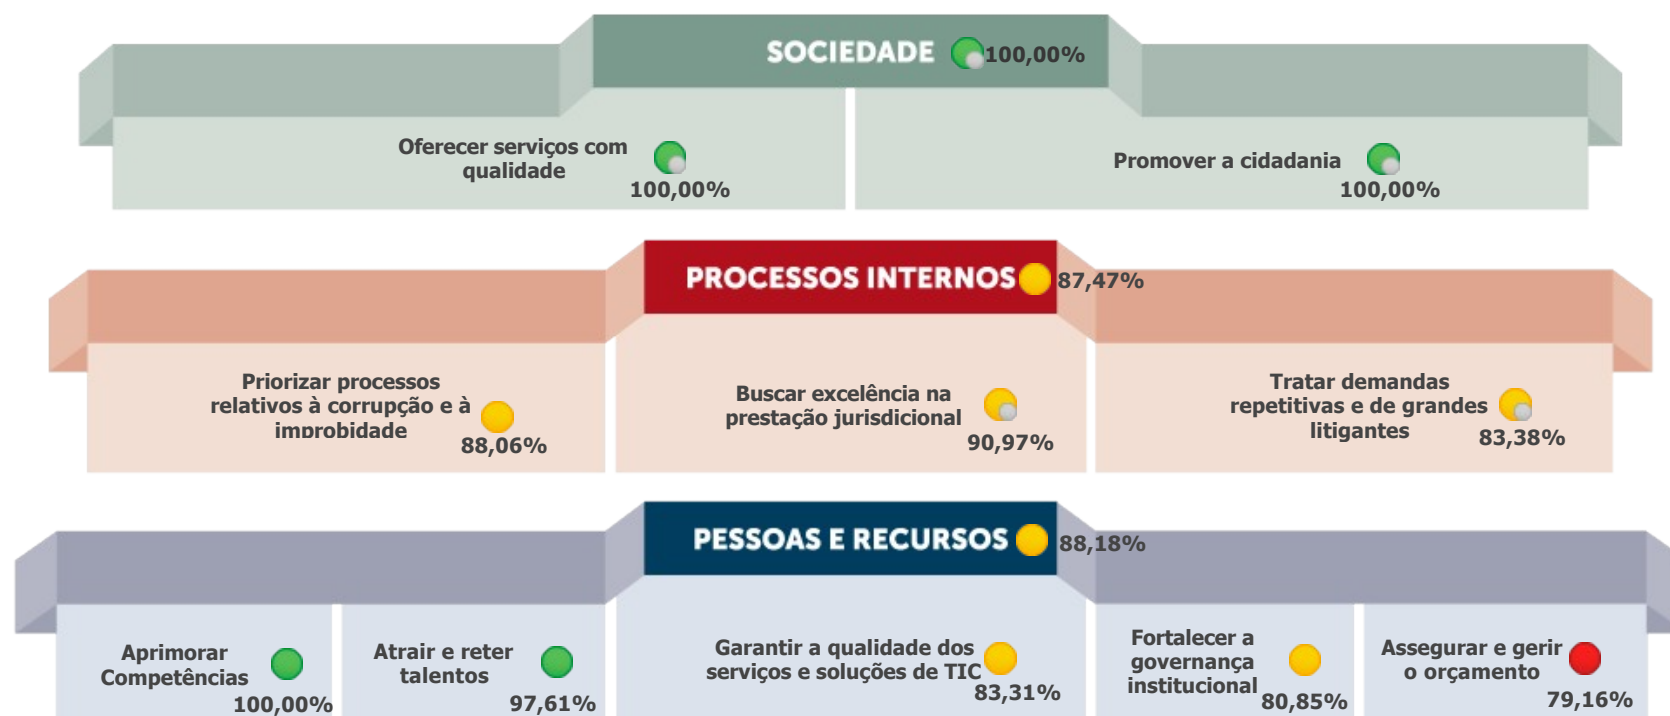 SOCIEDADE 100,00%
Oferecer serviços com
qualidade
100,00%
Promover a cidadania
100,00%
PROCESSOS INTERNOS 87,47%
Priorizar processos
relativos à corrupção e à
improbidade
88,06%
Buscar excelência na
prestação jurisdicional
90,97%
Tratar demandas
repetitivas e de grandes
litigantes
83,38%
PESSOAS E RECURSOS 88,18%
Aprimorar
Competências
100,00%
Atrair e reter
talentos
97,61%
Garantir a qualidade dos
serviços e soluções de TIC
83,31%
Fortalecer a
governança
institucional
80,85%
Assegurar e gerir
o orçamento
79,16%